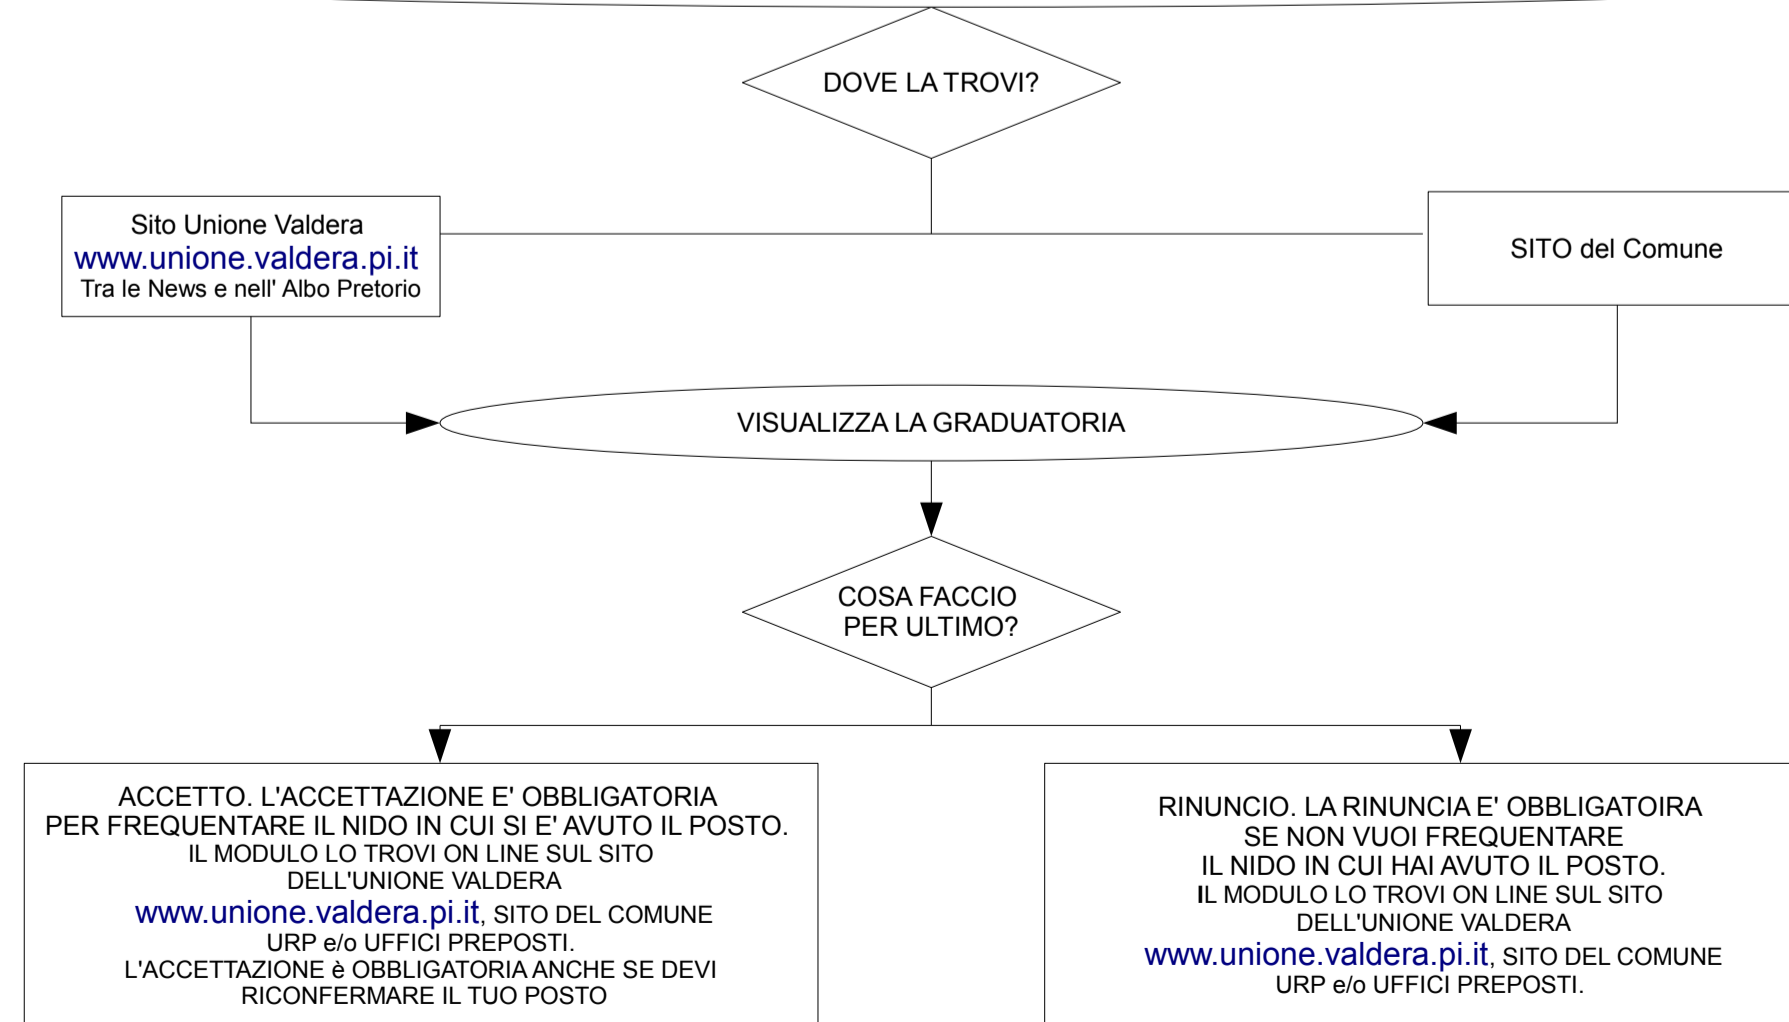 DOVE LA TROVI?
Sito Unione Valdera
www.unione.valdera.pi.it
Tra le News e nell' Albo Pretorio
SITO del Comune
VISUALIZZA LA GRADUATORIA
COSA FACCIO
PER ULTIMO?
ACCETTO. L'ACCETTAZIONE E' OBBLIGATORIA
PER FREQUENTARE IL NIDO IN CUI SI E' AVUTO IL POSTO.
IL MODULO LO TROVI ON LINE SUL SITO
DELL'UNIONE VALDERA
www.unione.valdera.pi.it, SITO DEL COMUNE
URP e/o UFFICI PREPOSTI.
L'ACCETTAZIONE è OBBLIGATORIA ANCHE SE DEVI
RICONFERMARE IL TUO POSTO
RINUNCIO. LA RINUNCIA E' OBBLIGATOIRA
SE NON VUOI FREQUENTARE
IL NIDO IN CUI HAI AVUTO IL POSTO.
IL MODULO LO TROVI ON LINE SUL SITO
DELL'UNIONE VALDERA
www.unione.valdera.pi.it, SITO DEL COMUNE
URP e/o UFFICI PREPOSTI.